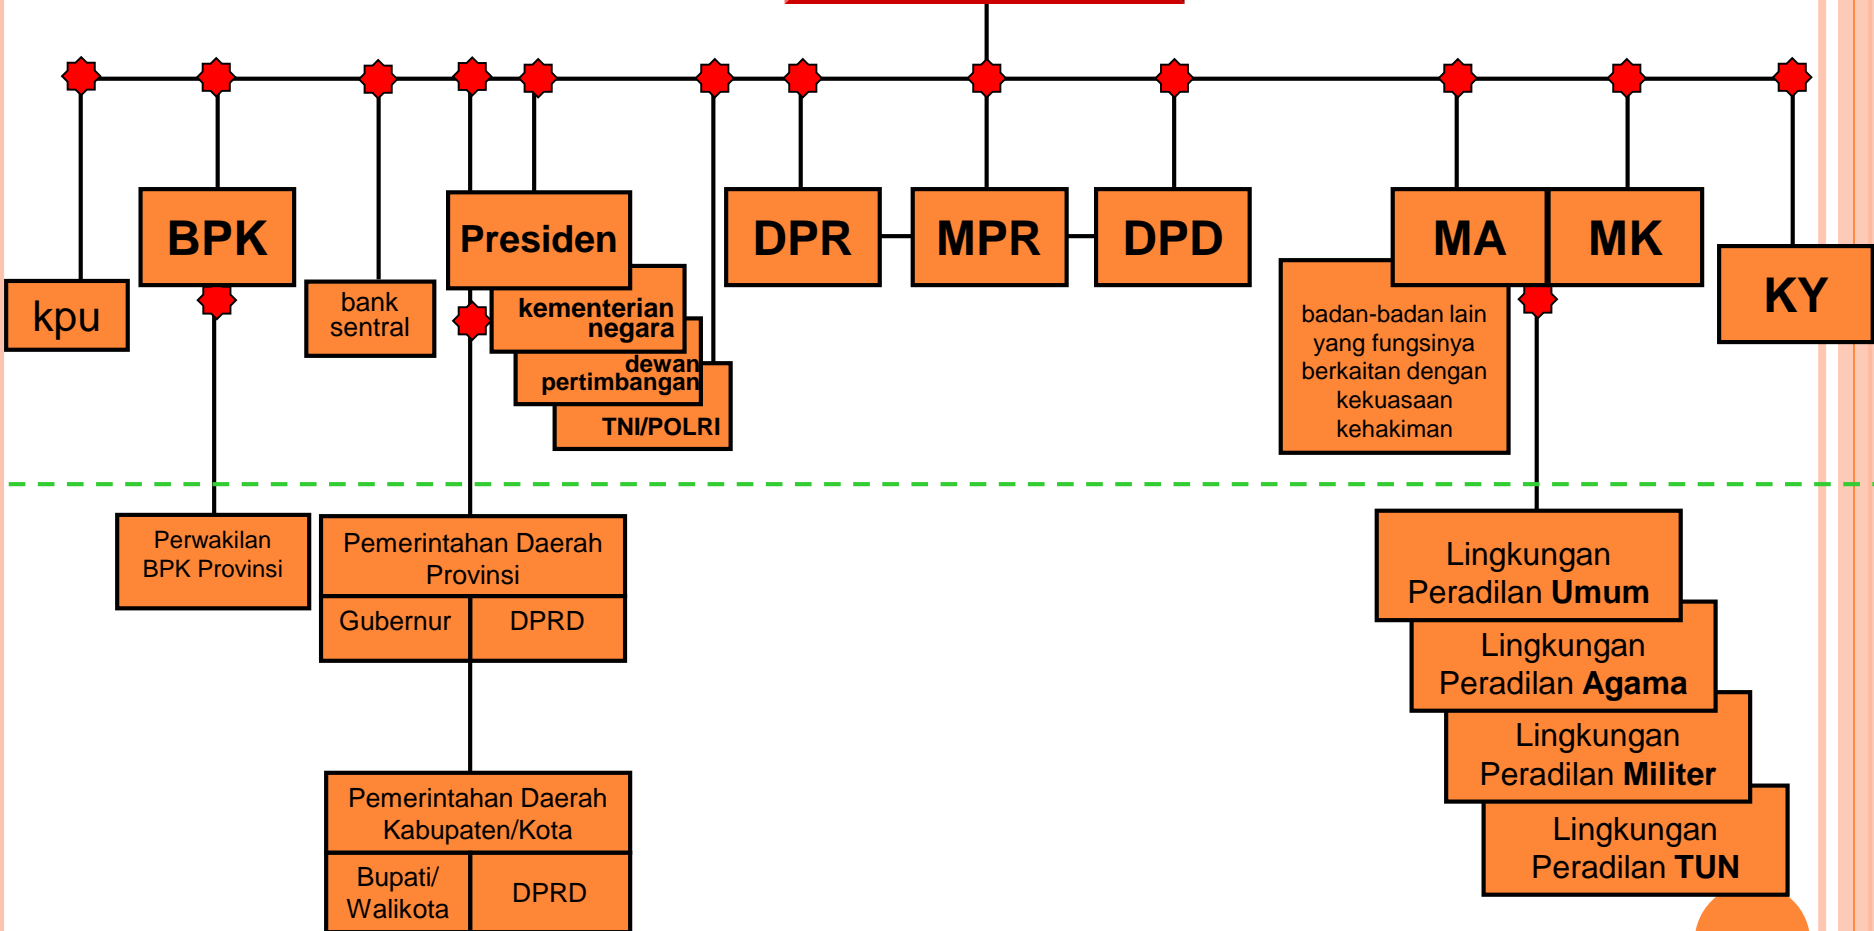 kpu
BPK
bank
sentral
Presiden
kementerian
negara
dewan
pertimbangan
TNI/POLRI
DPR
MPR
DPD
MA
MK
KY
badan-badan lain
yang fungsinya
berkaitan dengan
kekuasaan
kehakiman
Perwakilan
BPK Provinsi
Pemerintahan Daerah
Provinsi
Gubernur
DPRD
Pemerintahan Daerah
Kabupaten/Kota
Bupati/
Walikota
DPRD
Lingkungan
Peradilan Umum
Lingkungan
Peradilan Agama
Lingkungan
Peradilan Militer
Lingkungan
Peradilan TUN